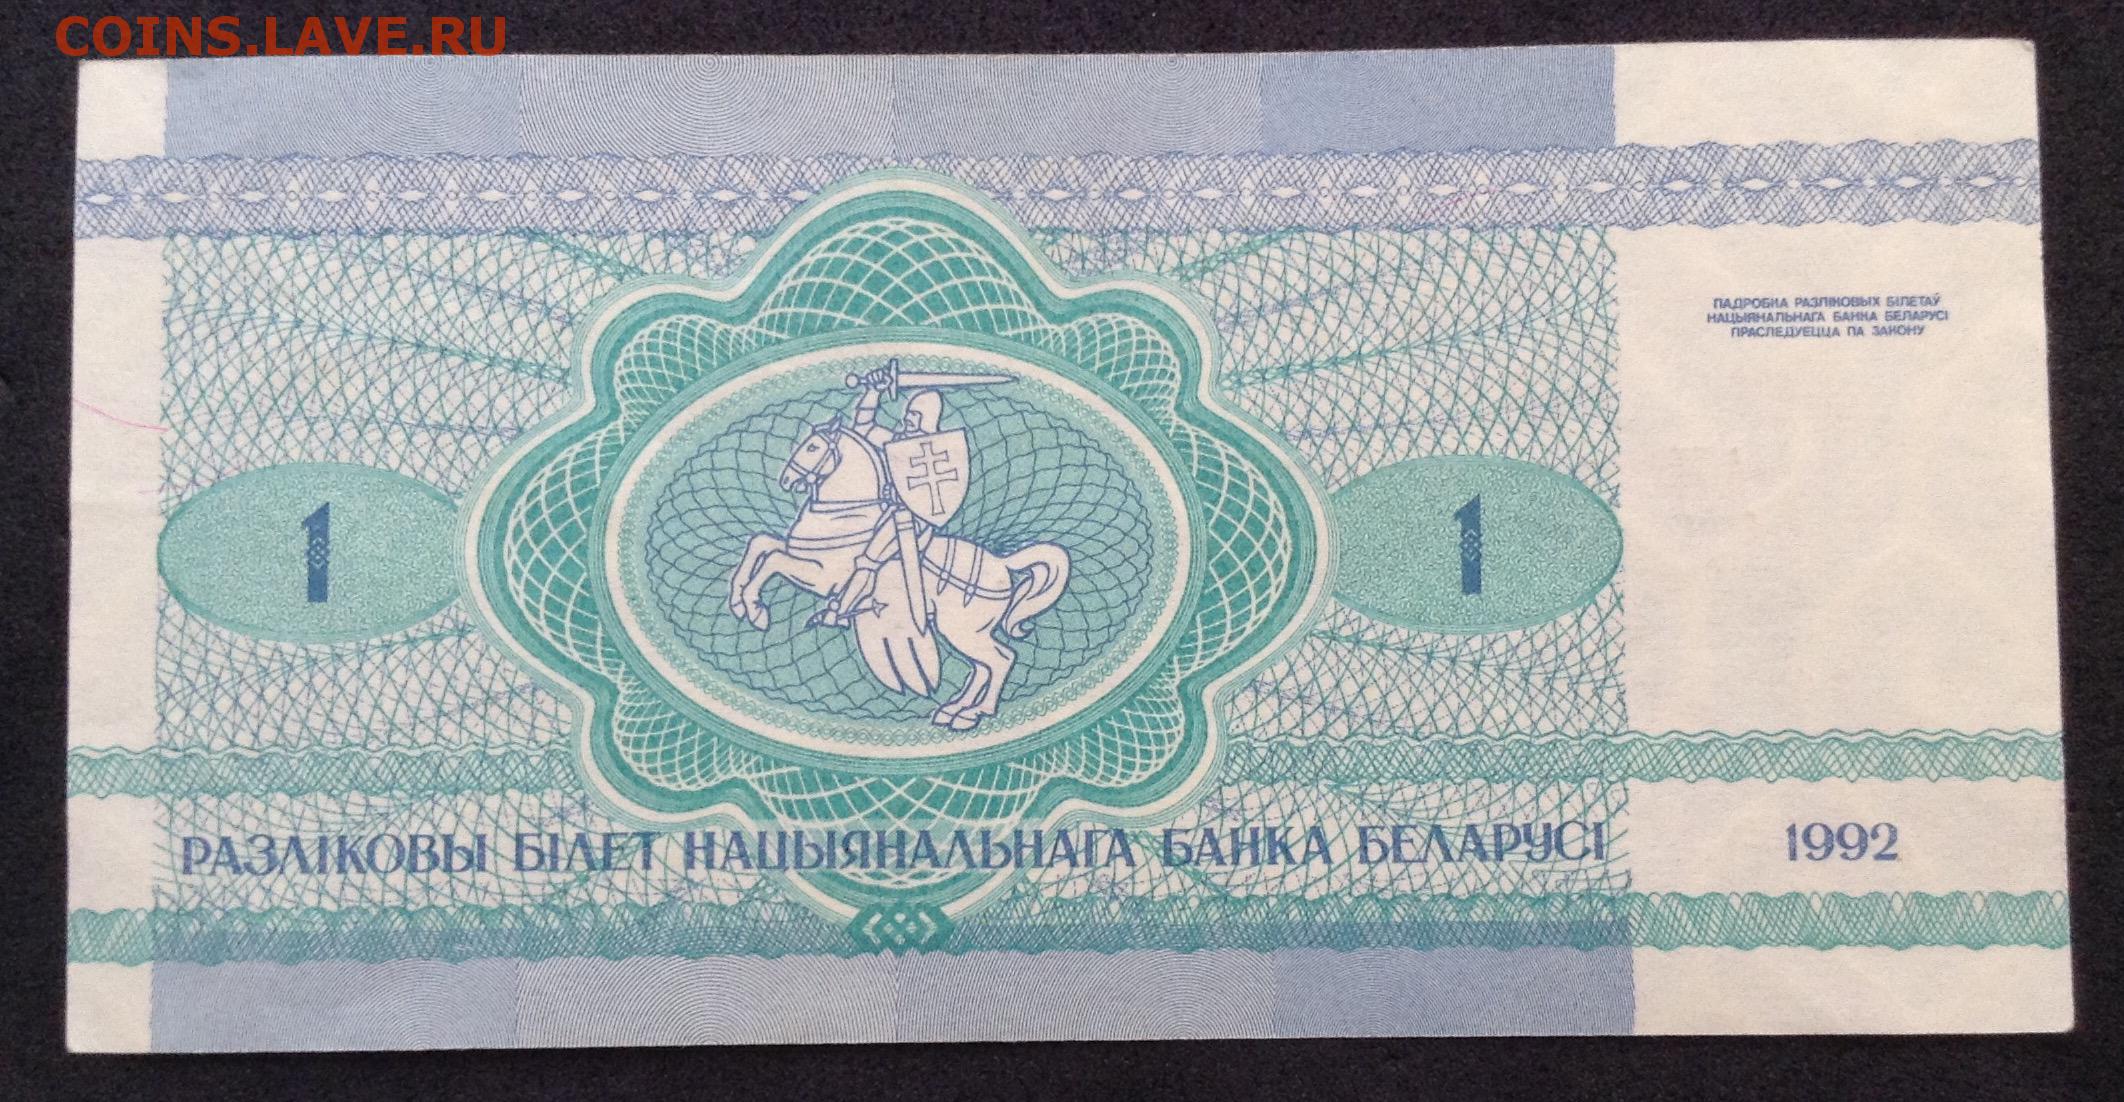 COINS.LAVE.RU
ПАДРОБКА РАЗЛІКОВЫХ БІЛЕТАЎ
НАЦЫЯНАЛЬНАГА БАНКА БЕЛАРУСІ
ПРАСЛЕДУЕЦЦА ПА ЗАКОНУ
1
1
РАЗЛІКОВЫ БІЛЕТ НАЦЫЯНАЛЬНАГА БАНКА БЕЛАРУСІ 1992